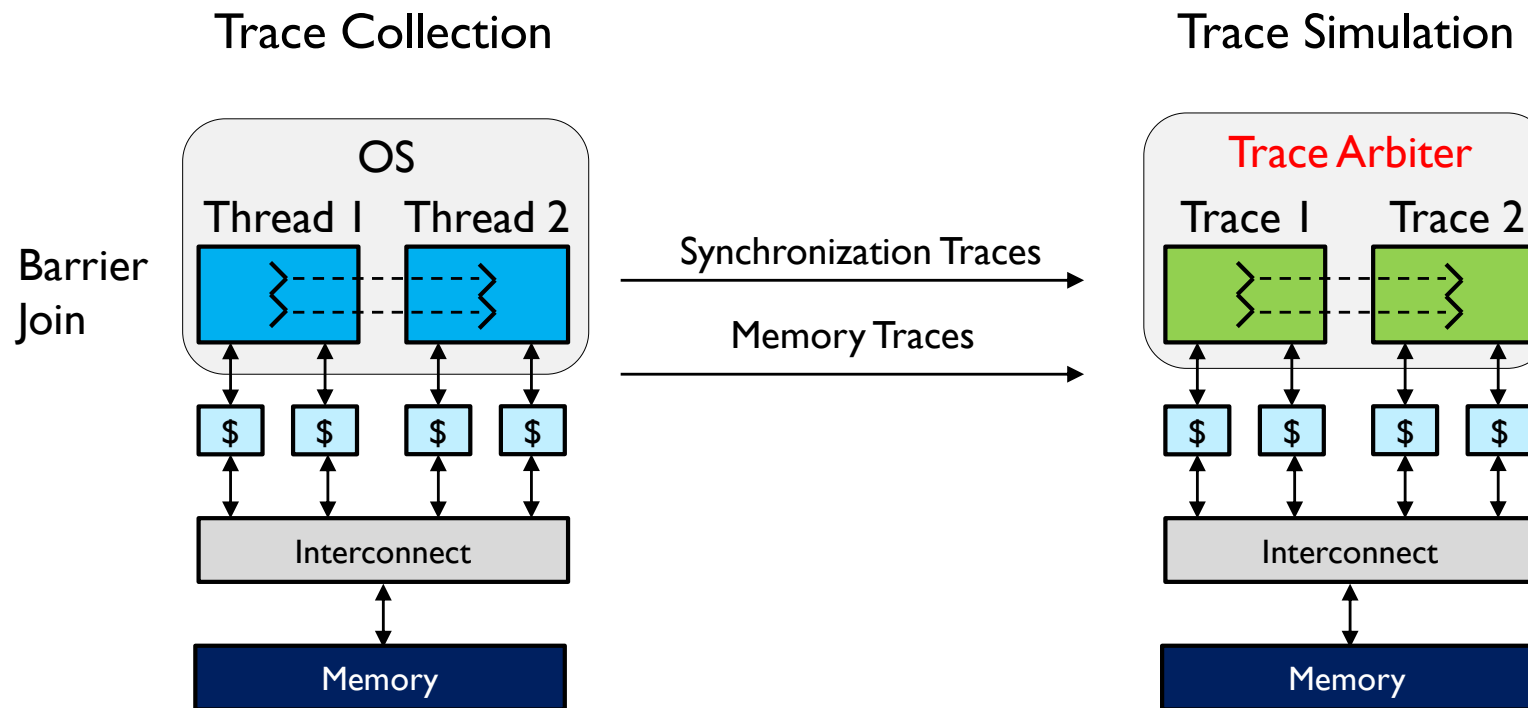 Trace Collection
Trace Simulation
OS
Thread 1 Thread 2
Barrier
Join
$ $ $ $
Interconnect
Memory
Synchronization Traces
Memory Traces
Trace Arbiter
Trace 1 Trace 2
$ $ $ $
Interconnect
Memory